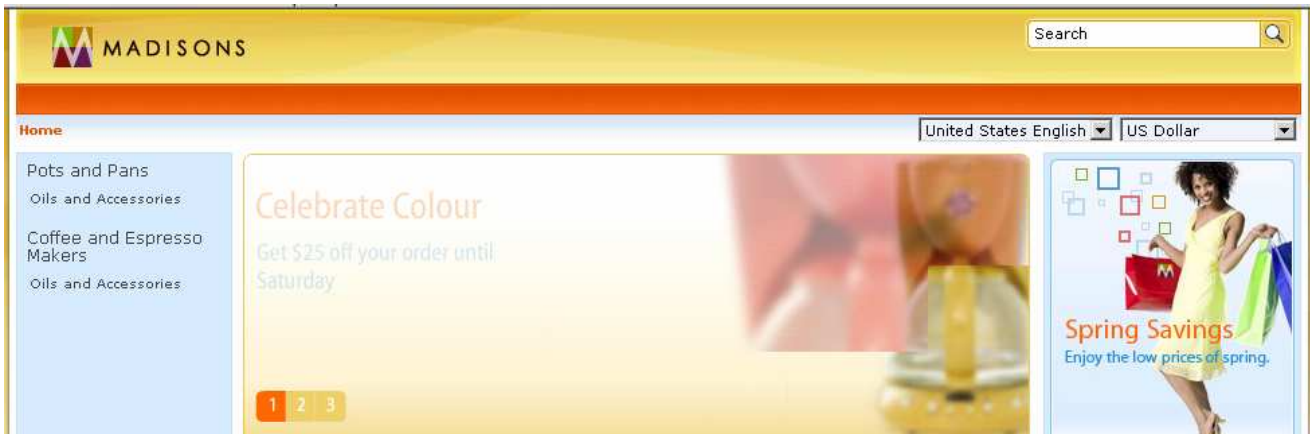 MADISONS
Search
Home
United States English
US Dollar
Pots and Pans
Oils and Accessories
Coffee and Espresso
Makers
Oils and Accessories
Celebrate Colour
Get $25 off your order until
Saturday
1 2 3
Spring Savings
Enjoy the low prices of spring.